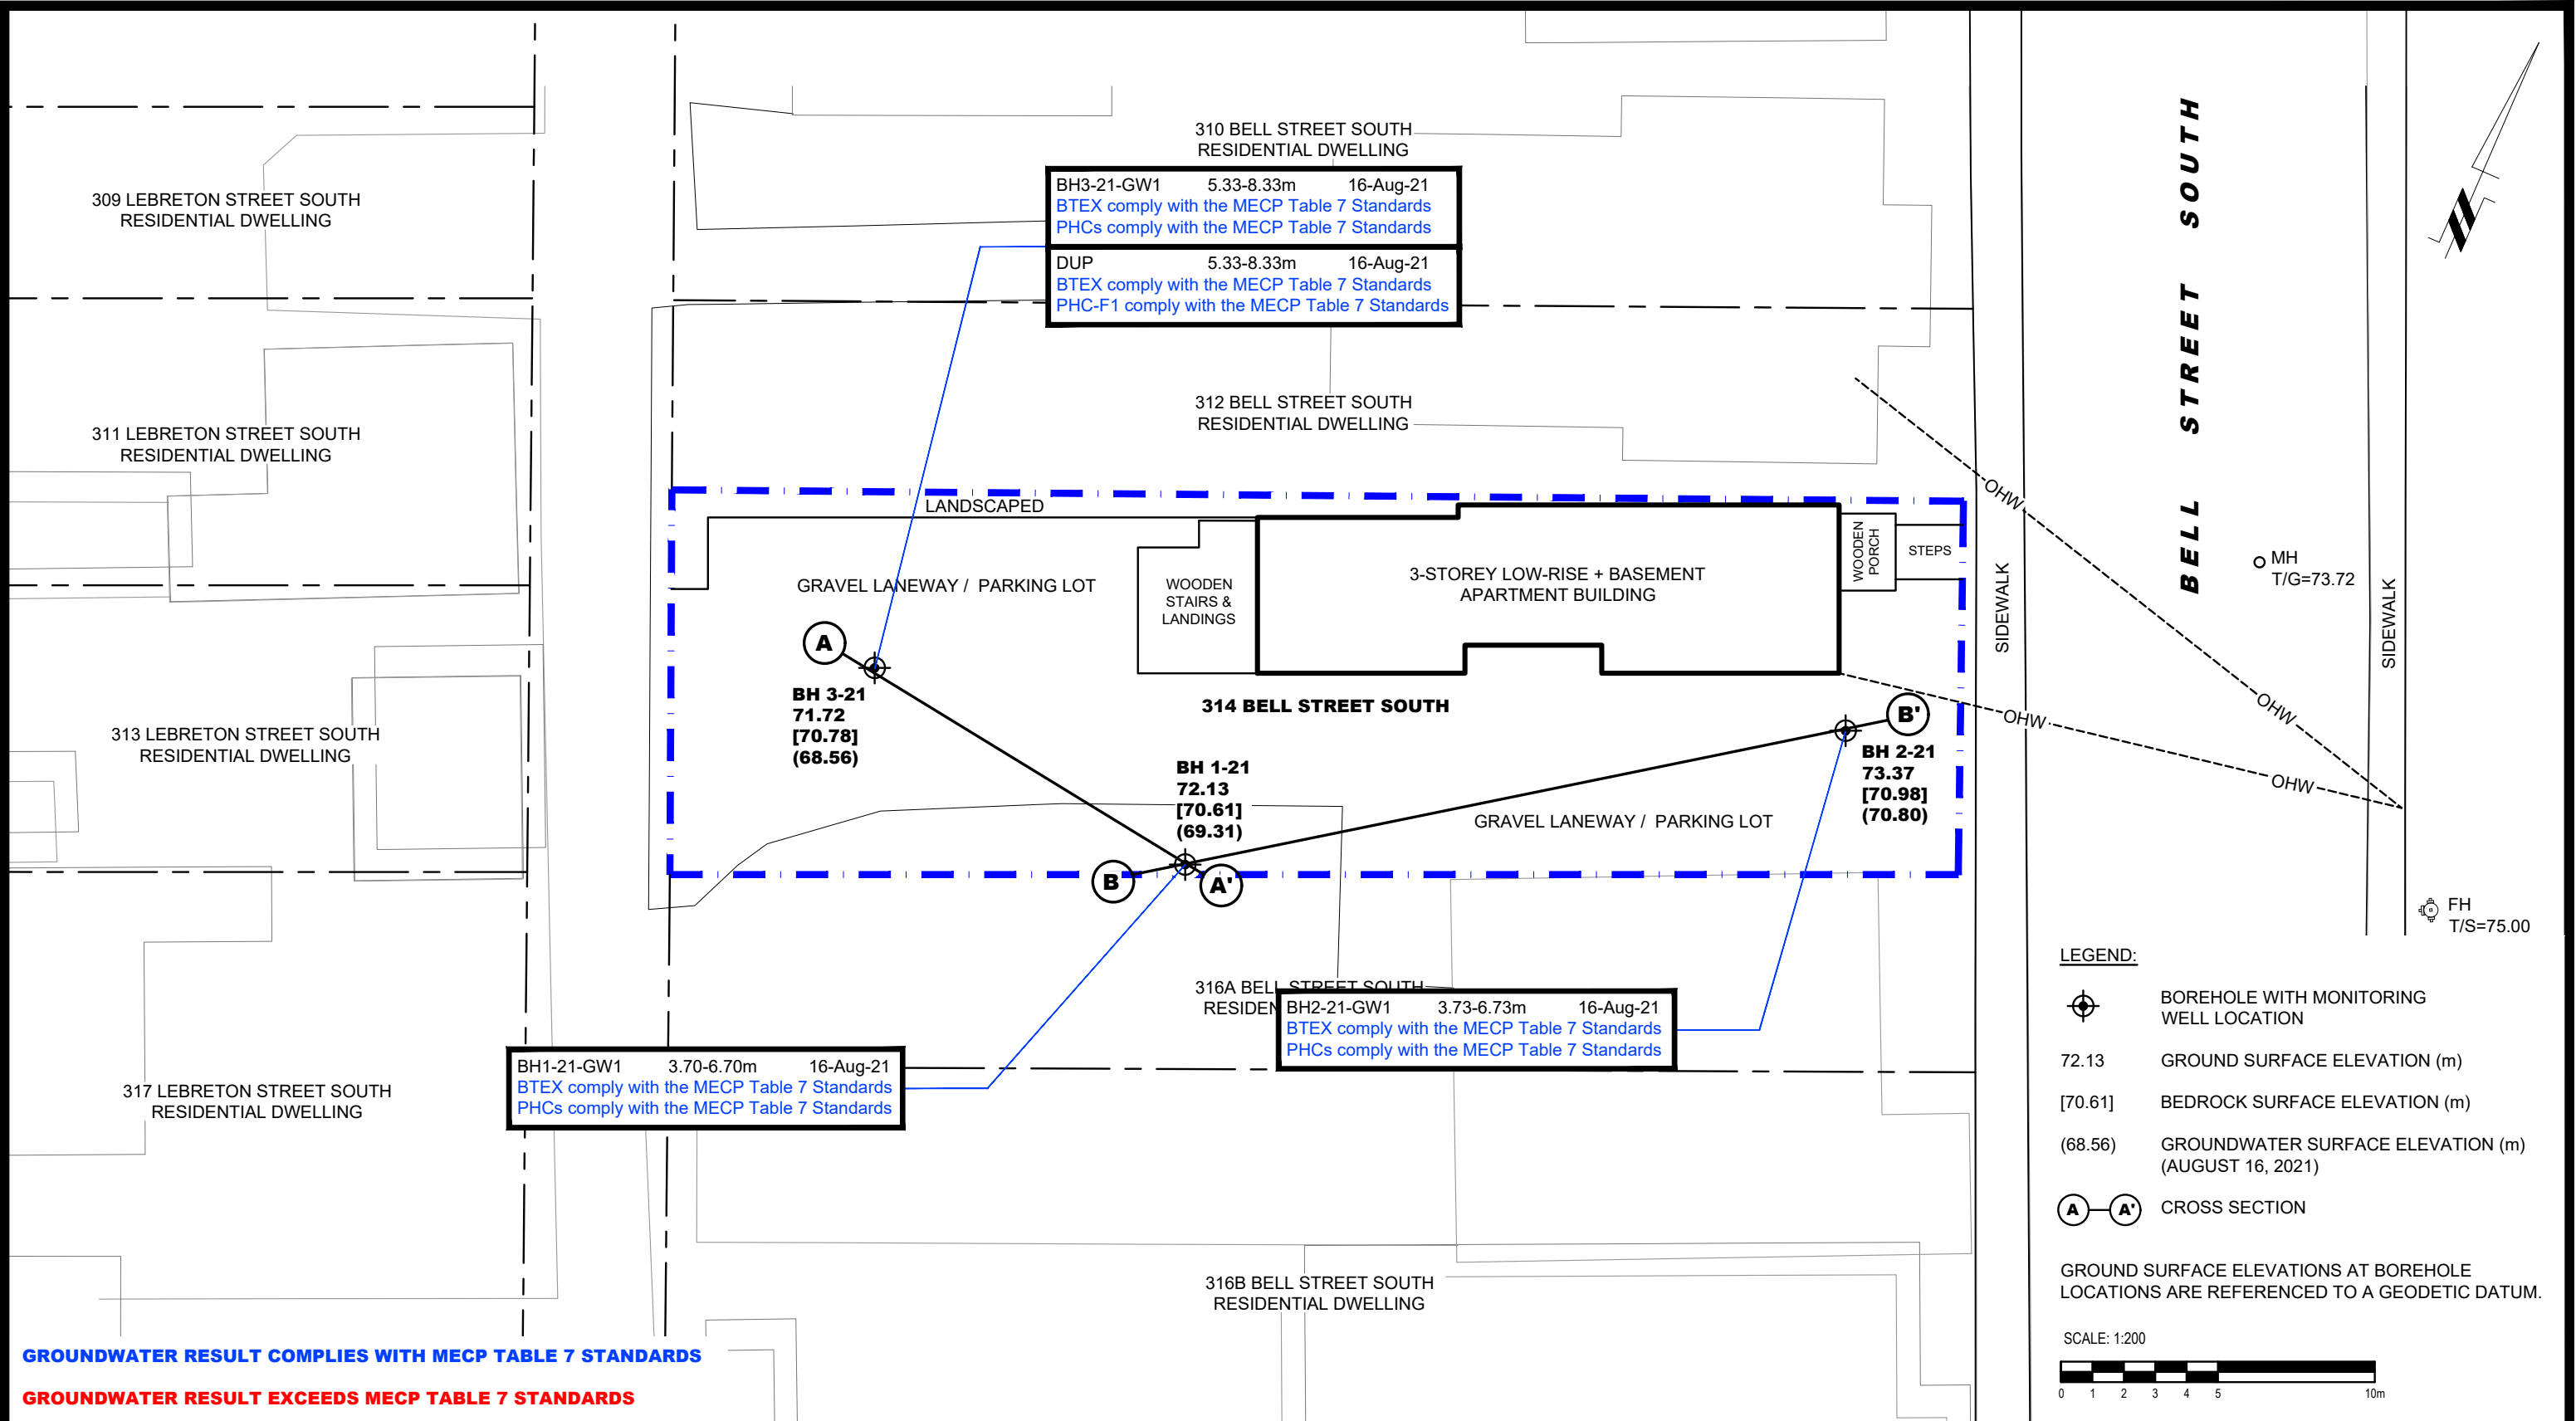 310 BELL STREET SOUTH
RESIDENTIAL DWELLING
309 LEBRETON STREET SOUTH
RESIDENTIAL DWELLING
BH3-21-GW1 5.33-8.33m 16-Aug-21
BTEX comply with the MECP Table 7 Standards
PHCs comply with the MECP Table 7 Standards
DUP 5.33-8.33m 16-Aug-21
BTEX comply with the MECP Table 7 Standards
PHC-F1 comply with the MECP Table 7 Standards
312 BELL STREET SOUTH
RESIDENTIAL DWELLING
311 LEBRETON STREET SOUTH
RESIDENTIAL DWELLING
BELL STREET SOUTH
LANDSCAPED
GRAVEL LANEWAY / PARKING LOT
WOODEN
STAIRS &
LANDINGS
3-STOREY LOW-RISE + BASEMENT
APARTMENT BUILDING
WOODEN
PORCH
STEPS
SIDEWALK
OHW
MH
T/G=73.72
SIDEWALK
A
BH 3-21
71.72
[70.78]
(68.56)
314 BELL STREET SOUTH
B'
OHW
OHW
OHW
BH 2-21
73.37
[70.98]
(70.80)
313 LEBRETON STREET SOUTH
RESIDENTIAL DWELLING
BH 1-21
72.13
[70.61]
(69.31)
GRAVEL LANEWAY / PARKING LOT
B
A'
FH
T/S=75.00
316A BELL STREET SOUTH
RESIDEN
BH2-21-GW1 3.73-6.73m 16-Aug-21
BTEX comply with the MECP Table 7 Standards
PHCs comply with the MECP Table 7 Standards
BH1-21-GW1 3.70-6.70m 16-Aug-21
BTEX comply with the MECP Table 7 Standards
PHCs comply with the MECP Table 7 Standards
317 LEBRETON STREET SOUTH
RESIDENTIAL DWELLING
316B BELL STREET SOUTH
RESIDENTIAL DWELLING
LEGEND:
BOREHOLE WITH MONITORING
WELL LOCATION
72.13 GROUND SURFACE ELEVATION (m)
[70.61] BEDROCK SURFACE ELEVATION (m)
(68.56) GROUNDWATER SURFACE ELEVATION (m)
(AUGUST 16, 2021)
A A' CROSS SECTION
GROUND SURFACE ELEVATIONS AT BOREHOLE
LOCATIONS ARE REFERENCED TO A GEODETIC DATUM.
SCALE: 1:200
0 1 2 3 4 5 10m
GROUNDWATER RESULT COMPLIES WITH MECP TABLE 7 STANDARDS
GROUNDWATER RESULT EXCEEDS MECP TABLE 7 STANDARDS